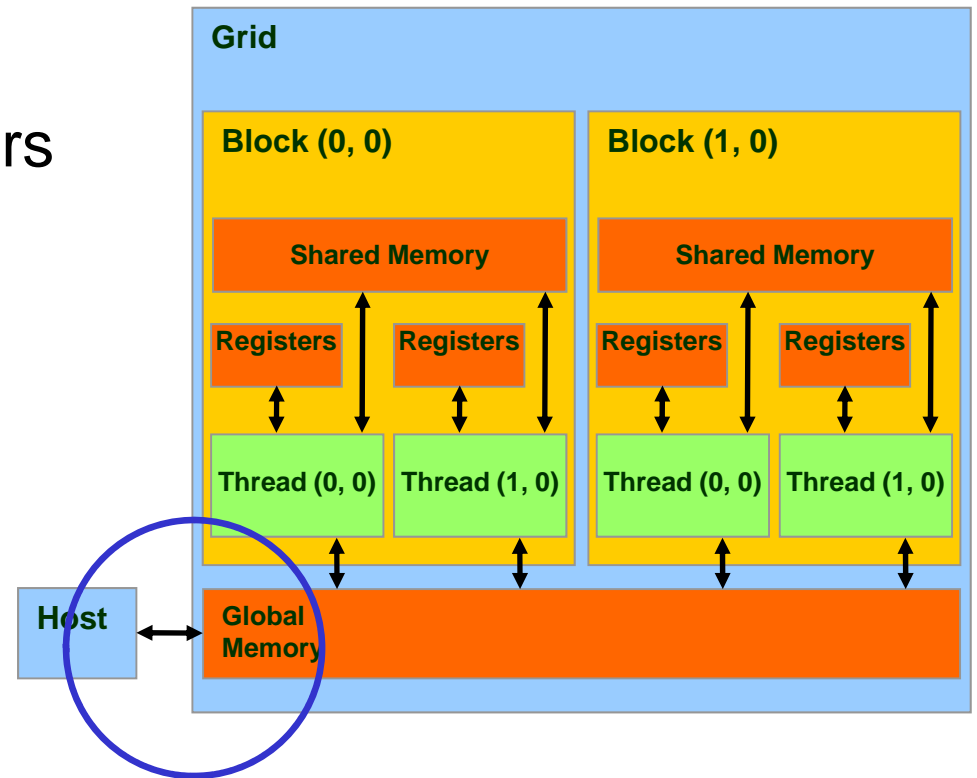 Grid
rs
Block (0, 0)
Block (1, 0)
Shared Memory
Shared Memory
Registers
Registers
Registers
Registers
Thread (0, 0)
Thread (1, 0)
Thread (0, 0)
Thread (1, 0)
Host
Global
Memory